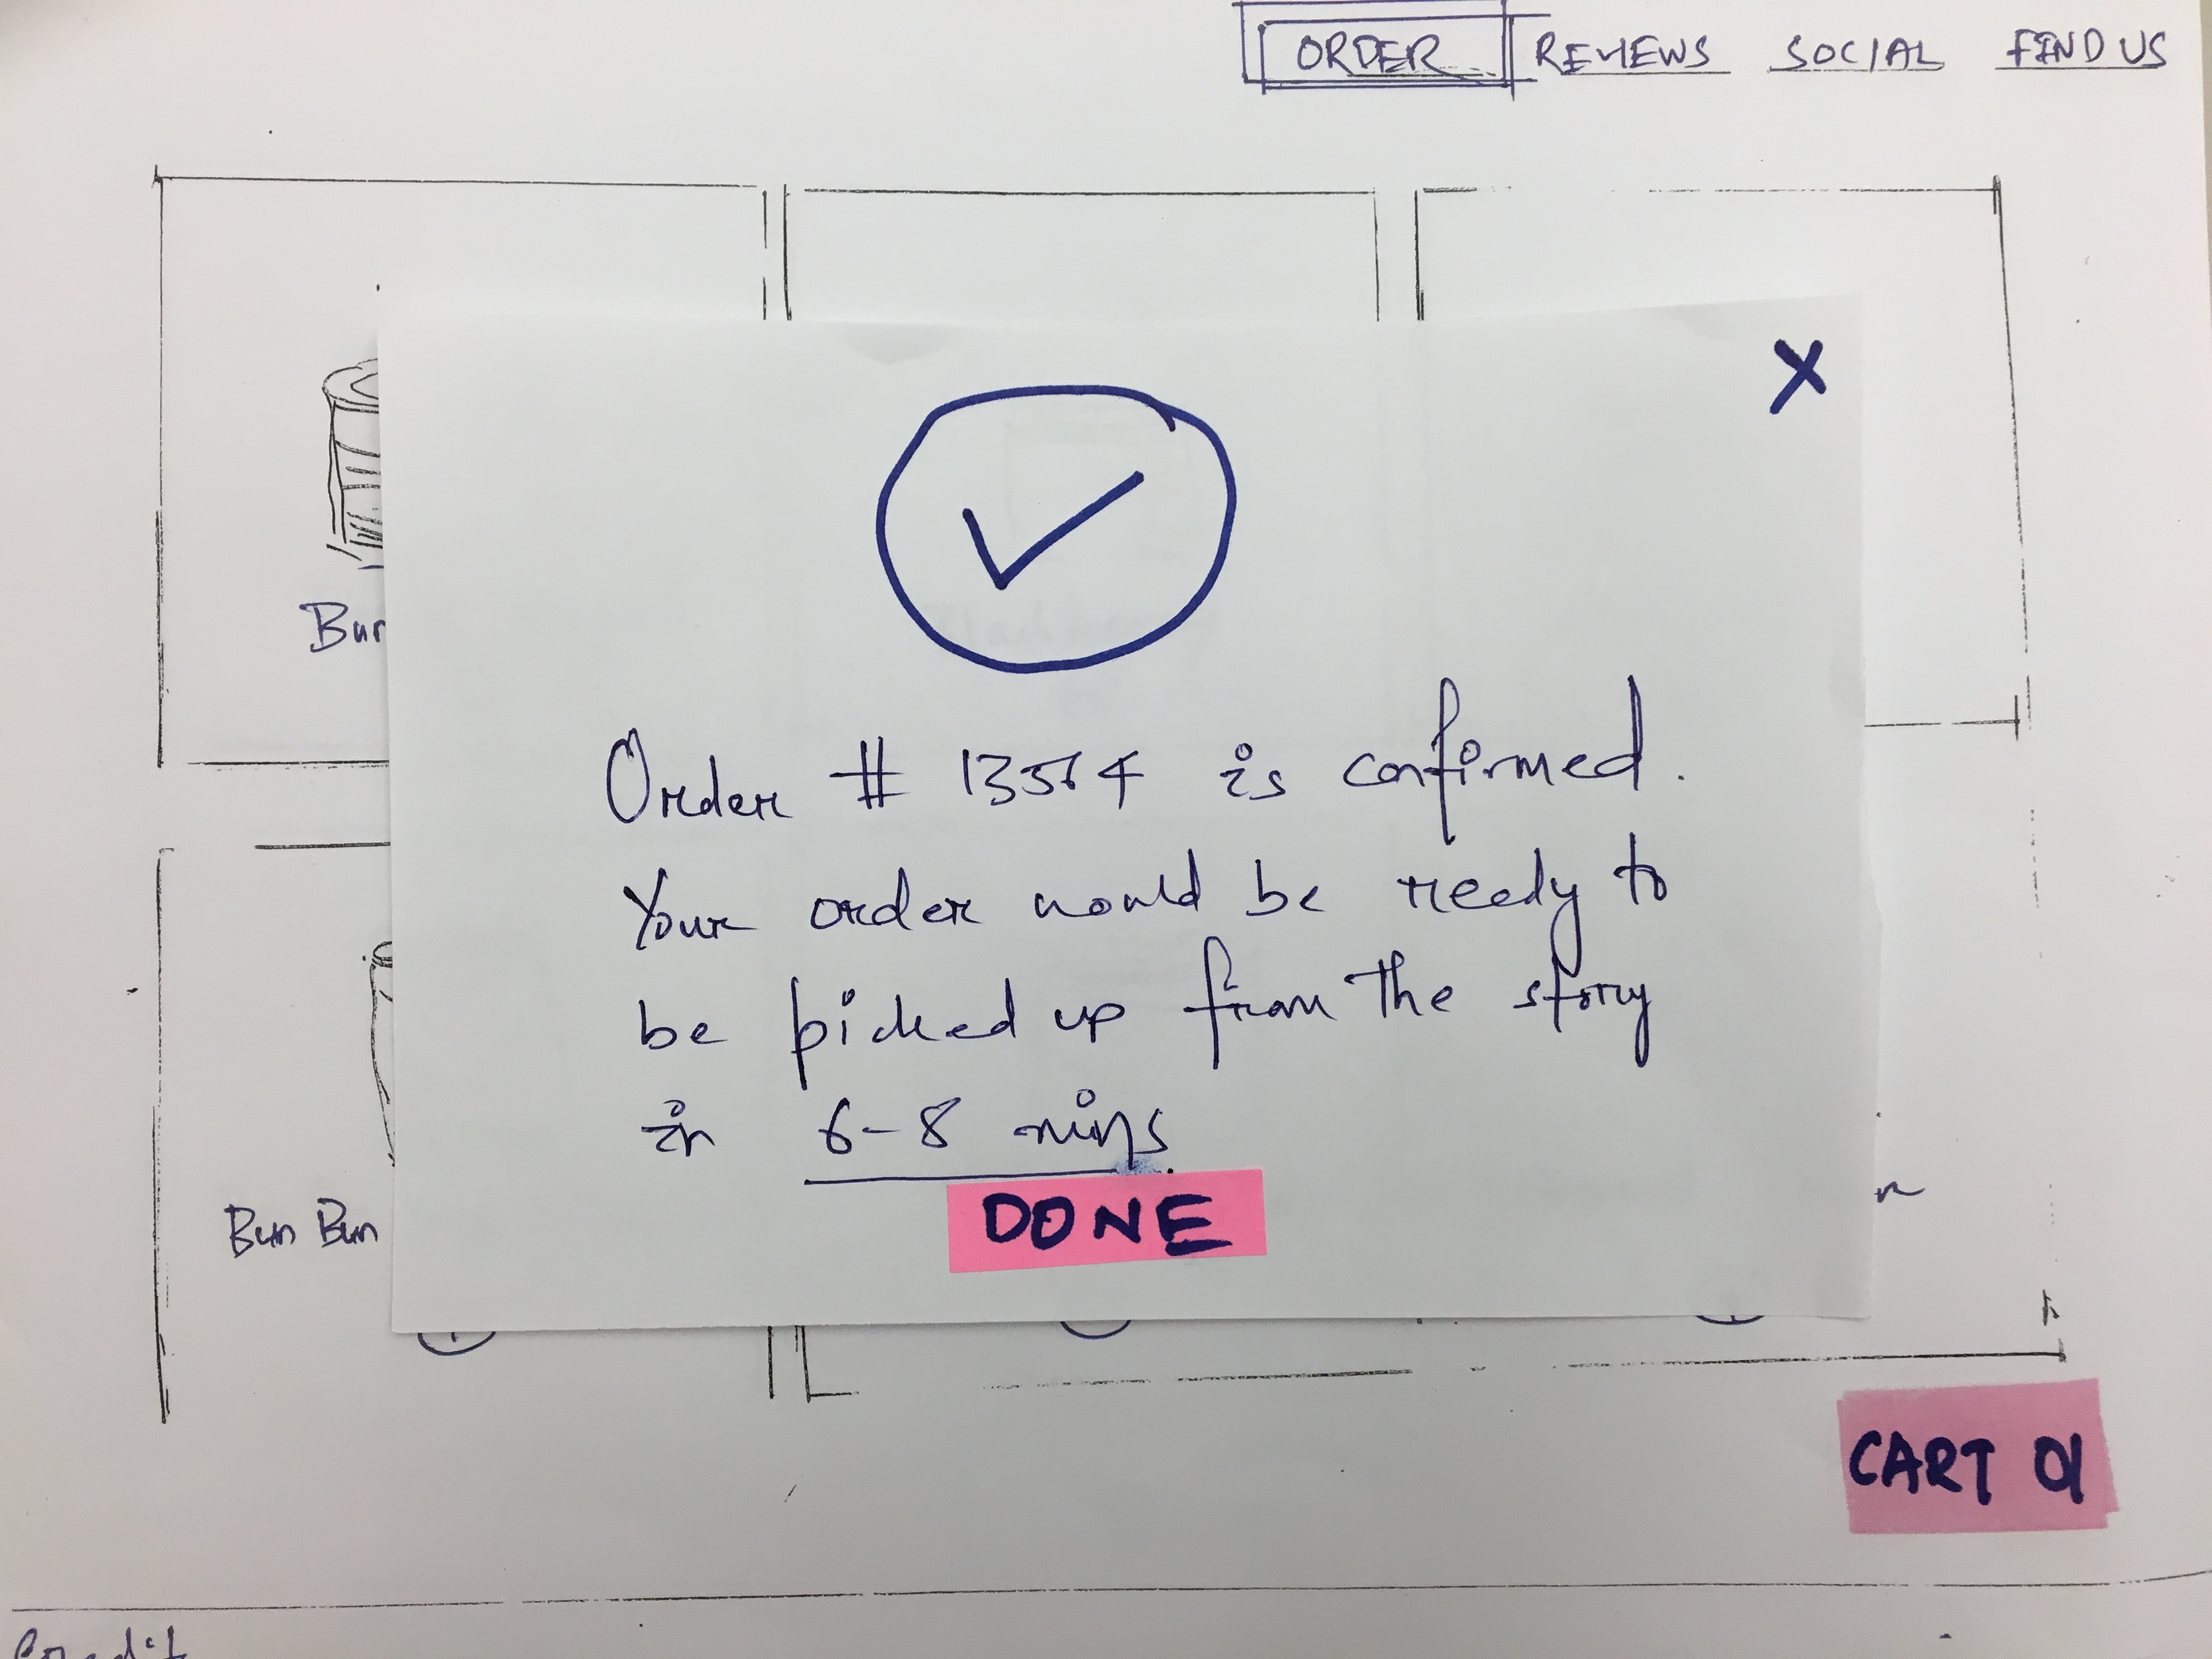 ORDER REVIEWS SOCIAL FIND US
X
Bur
Order # 13564 is confirmed.
Your order would be ready to
be picked up from the story
in 6-8 mins.
DONE
Bun Bun
CART 01
Credit